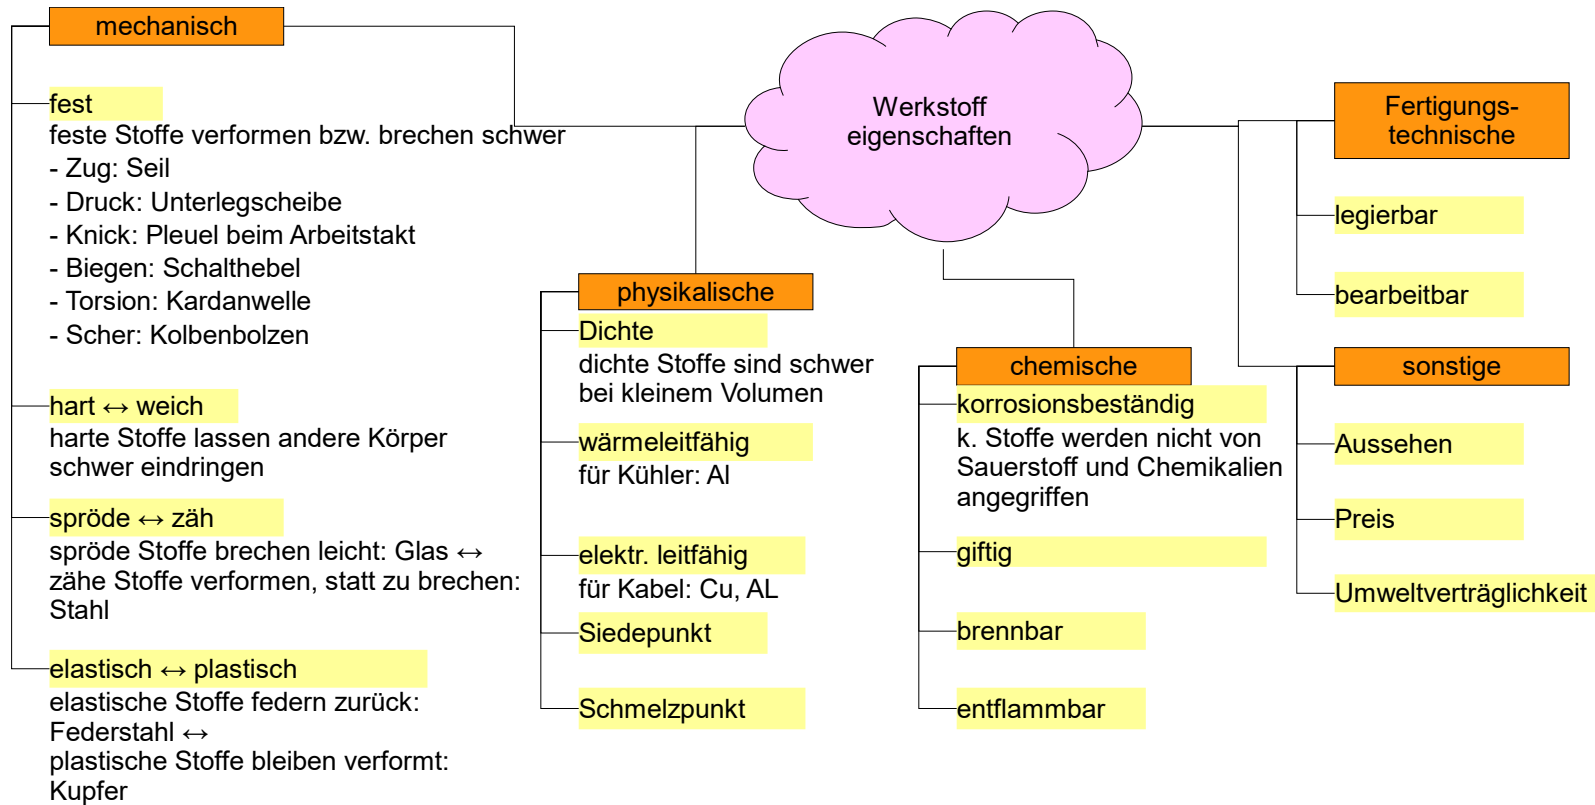 mechanisch
fest
feste Stoffe verformen bzw. brechen schwer
- Zug: Seil
- Druck: Unterlegscheibe
- Knick: Pleuel beim Arbeitstakt
- Biegen: Schalthebel
- Torsion: Kardanwelle
- Scher: Kolbenbolzen
hart ↔ weich
harte Stoffe lassen andere Körper
schwer eindringen
spröde ↔ zäh
spröde Stoffe brechen leicht: Glas ↔
zähe Stoffe verformen, statt zu brechen:
Stahl
elastisch ↔ plastisch
elastische Stoffe federn zurück:
Federstahl ↔
plastische Stoffe bleiben verformt:
Kupfer
Werkstoff
eigenschaften
physikalische
Dichte
dichte Stoffe sind schwer
bei kleinem Volumen
wärmeleitfähig
für Kühler: Al
elektr. leitfähig
für Kabel: Cu, AL
Siedepunkt
Schmelzpunkt
chemische
korrosionsbeständig
k. Stoffe werden nicht von
Sauerstoff und Chemikalien
angegriffen
giftig
brennbar
entflammbar
Fertigungs-
technische
legierbar
bearbeitbar
sonstige
Aussehen
Preis
Umweltverträglichkeit